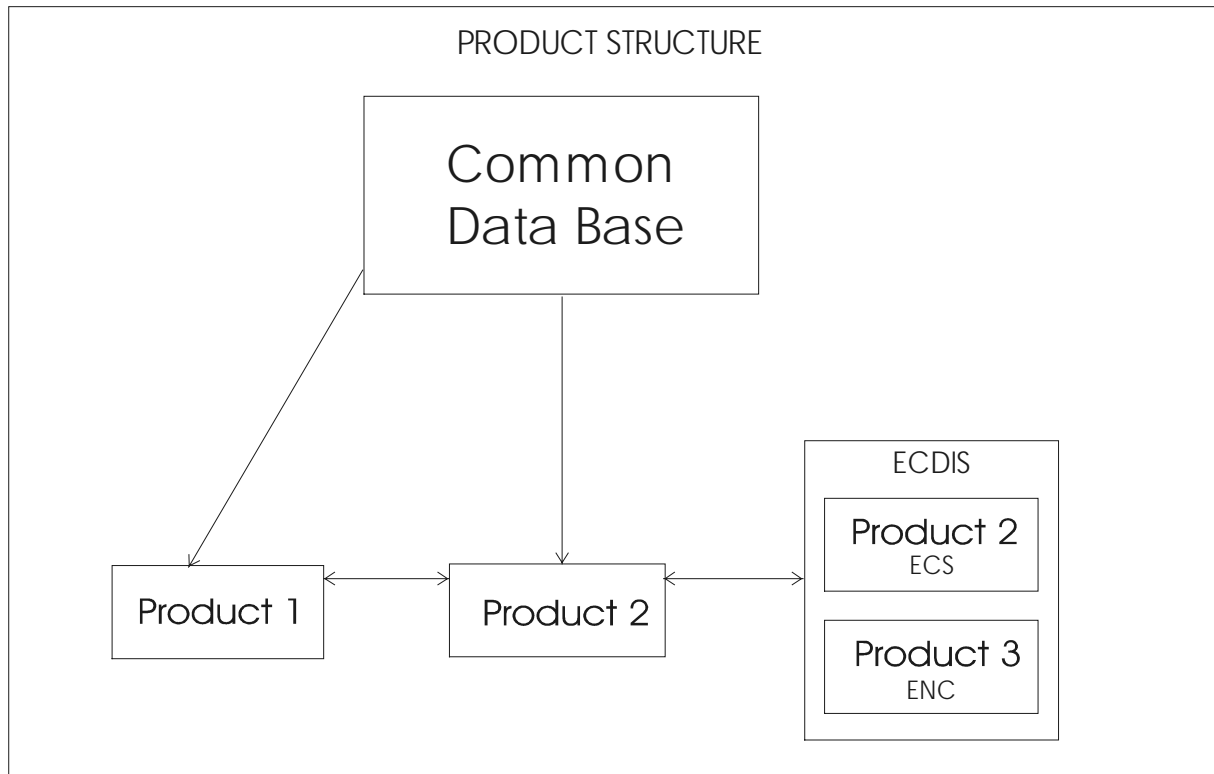 PRODUCT STRUCTURE
Common
Data Base
ECDIS
Product 2
ECS
Product 1
Product 2
Product 3
ENC